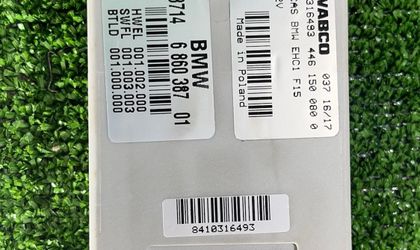 BMW
6 860 387 01
HWEL 001.002.000
SWFL 001.003.003
BTLD 001.000.000
WABCO
037 16/17
446 150 080 0
BMW EHC1 F15
Made in Poland
8410316493